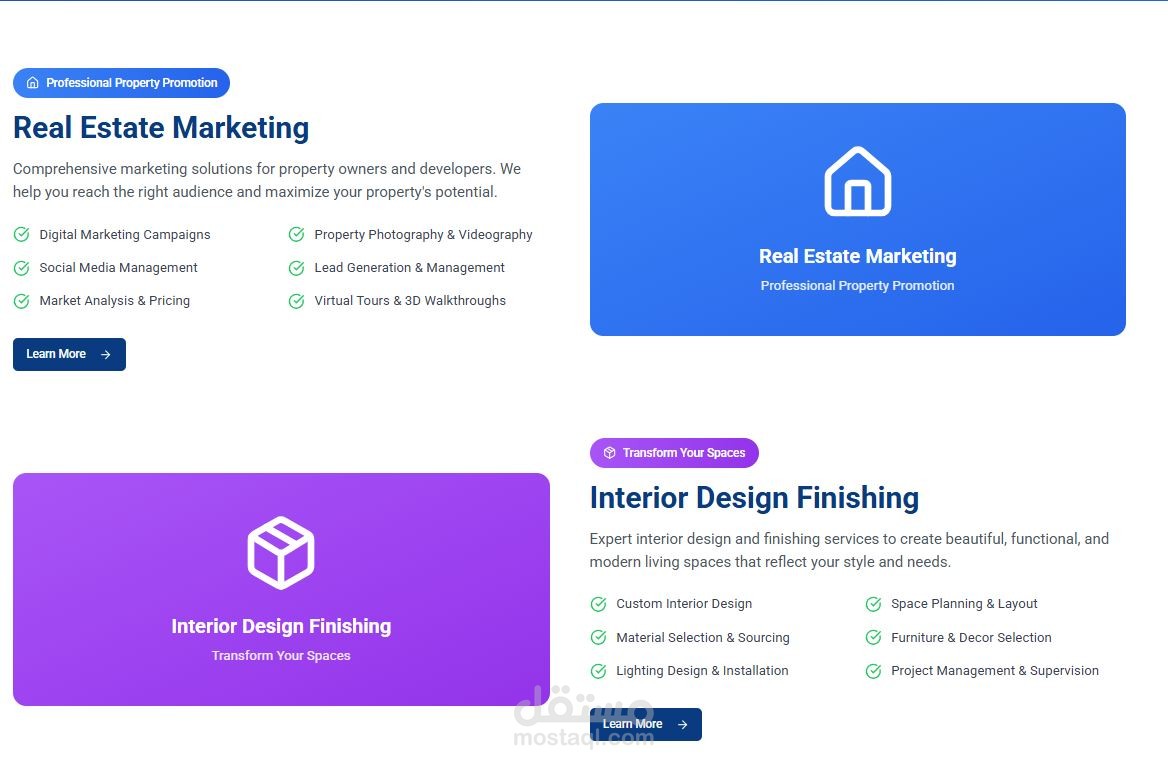 Professional Property Promotion
Real Estate Marketing
Comprehensive marketing solutions for property owners and developers. We
help you reach the right audience and maximize your property's potential.
Digital Marketing Campaigns
Property Photography & Videography
Social Media Management
Lead Generation & Management
Market Analysis & Pricing
Virtual Tours & 3D Walkthroughs
Learn More
Real Estate Marketing
Professional Property Promotion
Interior Design Finishing
Transform Your Spaces
Transform Your Spaces
Interior Design Finishing
Expert interior design and finishing services to create beautiful, functional, and
modern living spaces that reflect your style and needs.
Custom Interior Design
Space Planning & Layout
Material Selection & Sourcing
Furniture & Decor Selection
Lighting Design & Installation
Project Management & Supervision
Learn More
مستقل
mostaql.com